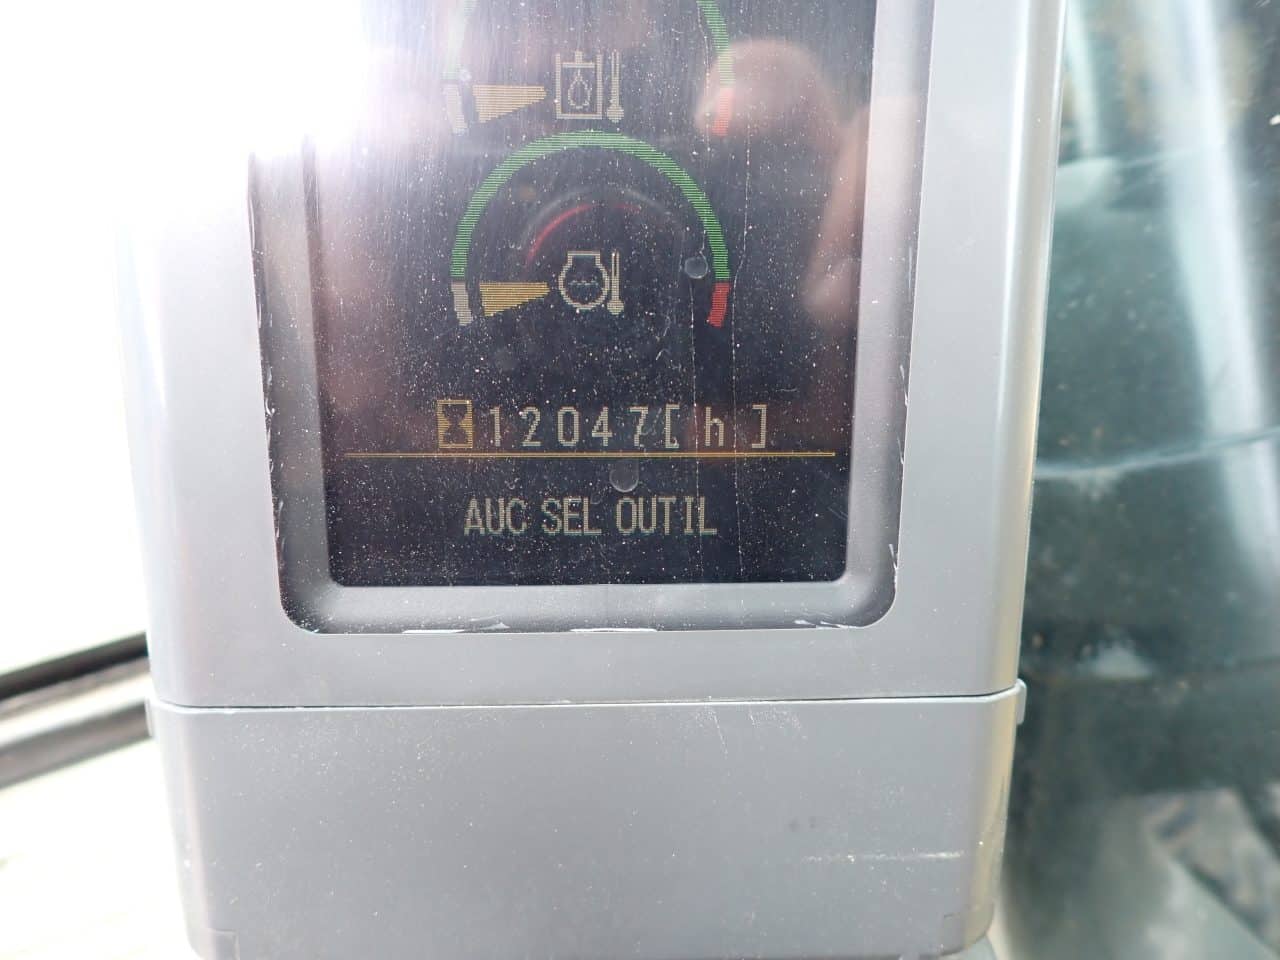 12047[ h ]
AUC SEL OUTIL